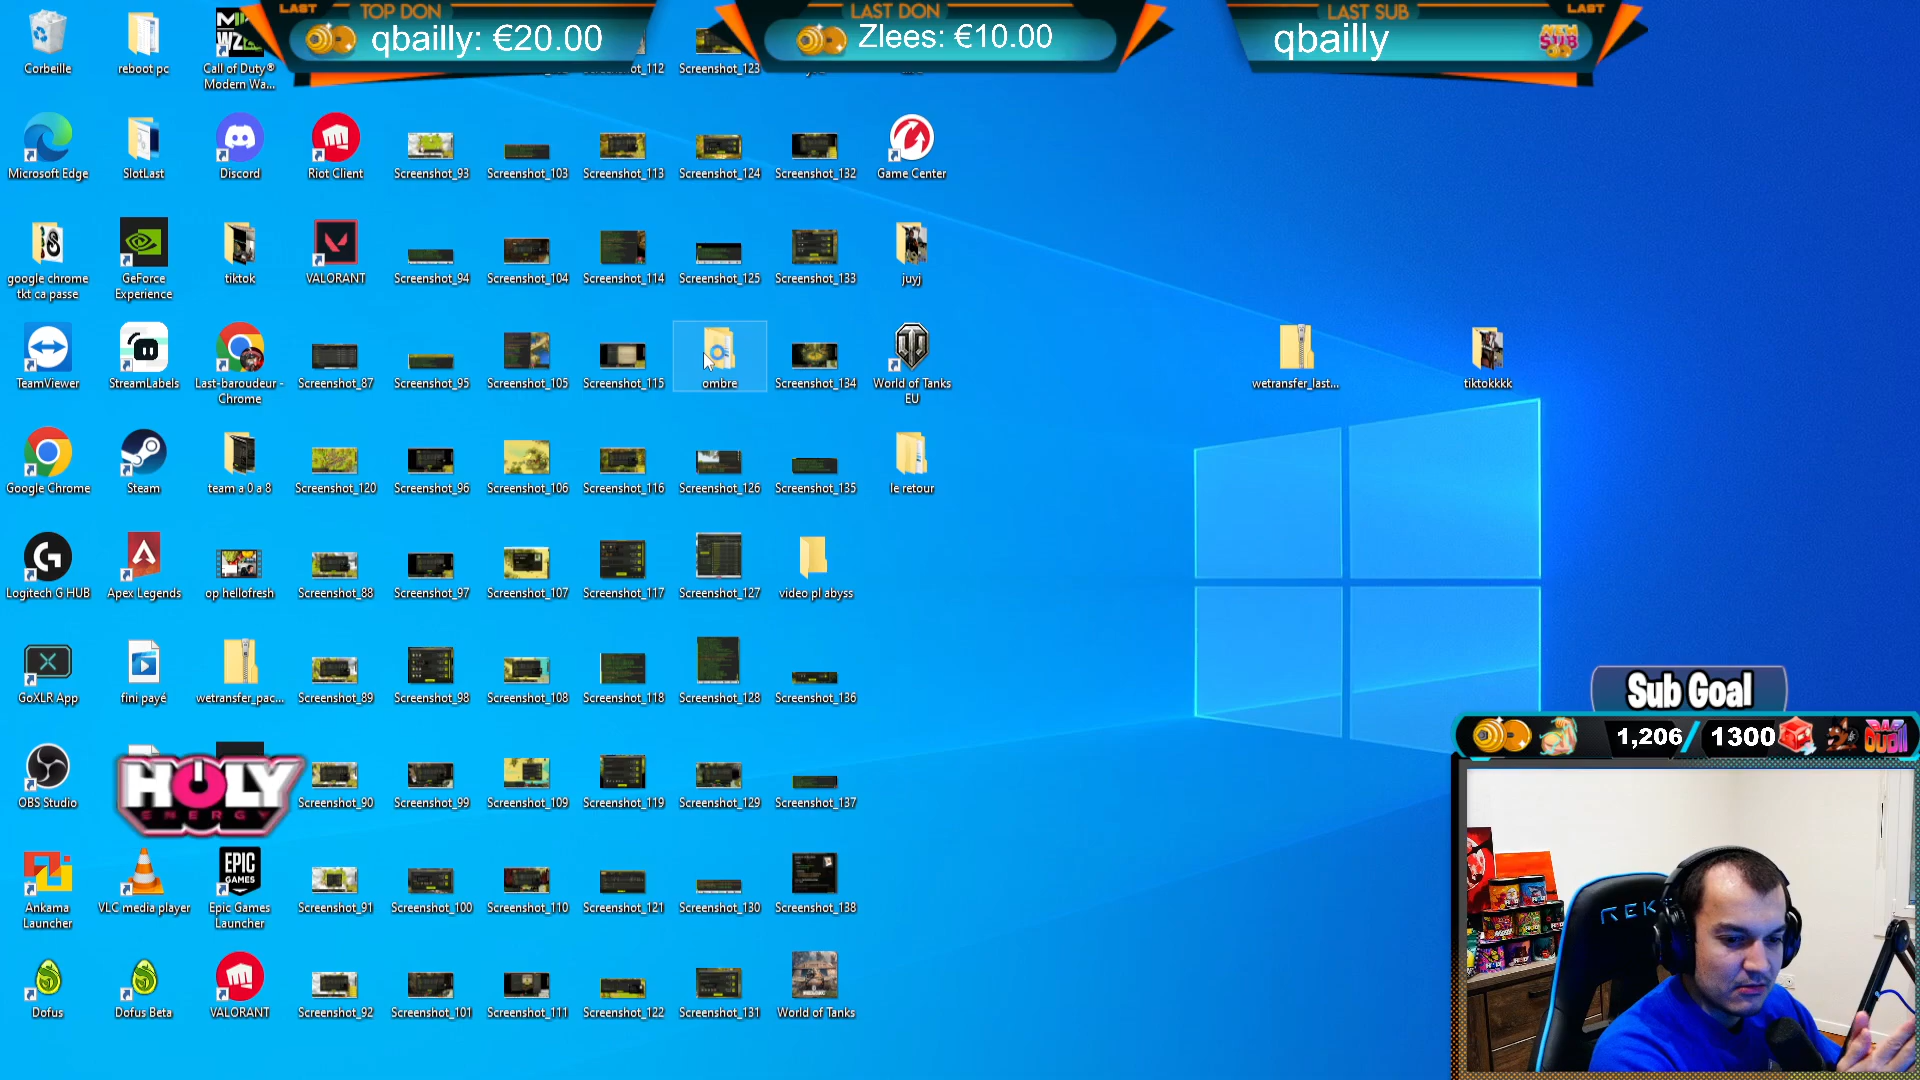 LAST
TOP DON
qbailly: €20.00
LAST DON
Zlees: €10.00
LAST SUB
LAST
qbailly
NEW
SUB
Corbeille
reboot pc
Call of Duty®
Modern Wa...
Screenshot_112
Screenshot_123
Microsoft Edge
SlotLast
Discord
Riot Client
Screenshot_93
Screenshot_103
Screenshot_113
Screenshot_124
Screenshot_132
Game Center
google chrome
tkt ca passe
GeForce
Experience
tiktok
VALORANT
Screenshot_94
Screenshot_104
Screenshot_114
Screenshot_125
Screenshot_133
juyj
TeamViewer
StreamLabels
Last-baroudeur -
Chrome
Screenshot_87
Screenshot_95
Screenshot_105
Screenshot_115
ombre
Screenshot_134
World of Tanks
EU
wetransfer_last...
tiktokkkk
Google Chrome
Steam
team a 0 a 8
Screenshot_120
Screenshot_96
Screenshot_106
Screenshot_116
Screenshot_126
Screenshot_135
le retour
Logitech G HUB
Apex Legends
op hellofresh
Screenshot_88
Screenshot_97
Screenshot_107
Screenshot_117
Screenshot_127
video pl abyss
GoXLR App
fini payé
wetransfer_pac...
Screenshot_89
Screenshot_98
Screenshot_108
Screenshot_118
Screenshot_128
Screenshot_136
Sub Goal
1,206/ 1300
OBS Studio
HOLY
ENERGY
Screenshot_90
Screenshot_99
Screenshot_109
Screenshot_119
Screenshot_129
Screenshot_137
EPIC
GAMES
Ankama
Launcher
VLC media player
Epic Games
Launcher
Screenshot_91
Screenshot_100
Screenshot_110
Screenshot_121
Screenshot_130
Screenshot_138
REK
Dofus
Dofus Beta
VALORANT
Screenshot_92
Screenshot_101
Screenshot_111
Screenshot_122
Screenshot_131
World of Tanks